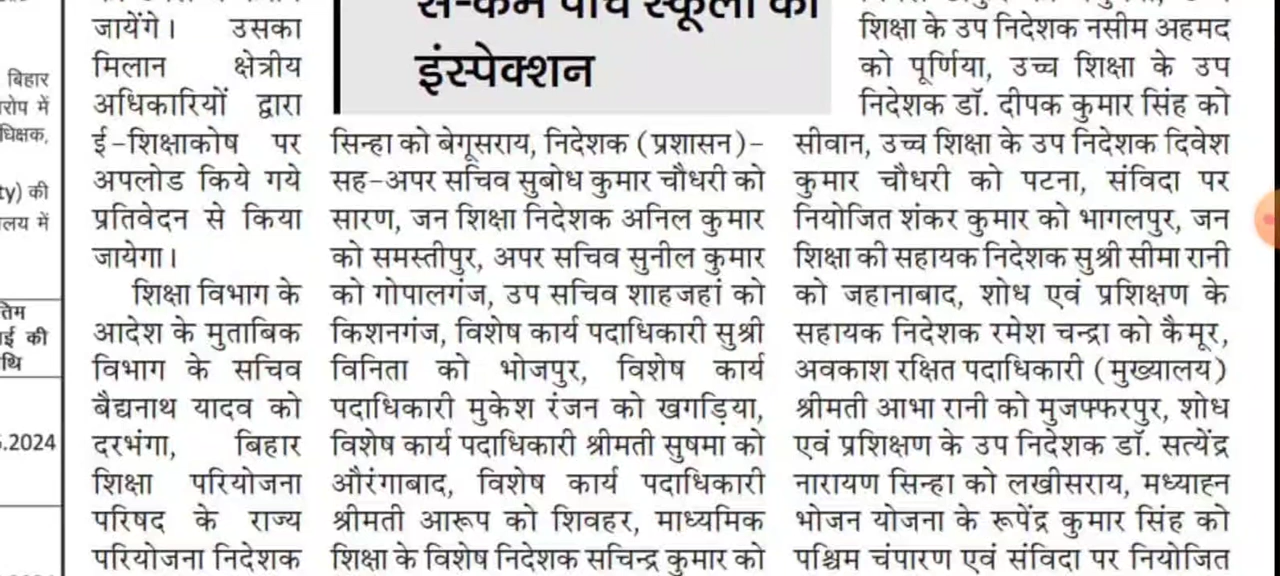 बिहार
रोप में
धिक्षक,
ty) की
लय में
तिम
ई की
थि
.2024
जायेंगे। उसका
मिलान क्षेत्रीय
अधिकारियों द्वारा
ई-शिक्षाकोष पर
अपलोड किये गये
प्रतिवेदन से किया
जायेगा।
शिक्षा विभाग के
आदेश के मुताबिक
विभाग के सचिव
बैद्यनाथ यादव को
दरभंगा, बिहार
शिक्षा परियोजना
परिषद के राज्य
परियोजना निदेशक
से-कम पांच स्कूलों का
इंस्पेक्शन
सिन्हा को बेगूसराय, निदेशक (प्रशासन)-
सह-अपर सचिव सुबोध कुमार चौधरी को
सारण, जन शिक्षा निदेशक अनिल कुमार
को समस्तीपुर, अपर सचिव सुनील कुमार
को गोपालगंज, उप सचिव शाहजहां को
किशनगंज, विशेष कार्य पदाधिकारी सुश्री
विनिता को भोजपुर, विशेष कार्य
पदाधिकारी मुकेश रंजन को खगड़िया,
विशेष कार्य पदाधिकारी श्रीमती सुषमा को
औरंगाबाद, विशेष कार्य पदाधिकारी
श्रीमती आरूप को शिवहर, माध्यमिक
शिक्षा के विशेष निदेशक सचिन्द्र कुमार को
शिक्षा के उप निदेशक नसीम अहमद
को पूर्णिया, उच्च शिक्षा के उप
निदेशक डॉ. दीपक कुमार सिंह को
सीवान, उच्च शिक्षा के उप निदेशक दिवेश
कुमार चौधरी को पटना, संविदा पर
नियोजित शंकर कुमार को भागलपुर, जन
शिक्षा की सहायक निदेशक सुश्री सीमा रानी
को जहानाबाद, शोध एवं प्रशिक्षण के
सहायक निदेशक रमेश चन्द्रा को कैमूर,
अवकाश रक्षित पदाधिकारी (मुख्यालय)
श्रीमती आभा रानी को मुजफ्फरपुर, शोध
एवं प्रशिक्षण के उप निदेशक डॉ. सत्येंद्र
नारायण सिन्हा को लखीसराय, मध्याह्न
भोजन योजना के रूपेंद्र कुमार सिंह को
पश्चिम चंपारण एवं संविदा पर नियोजित